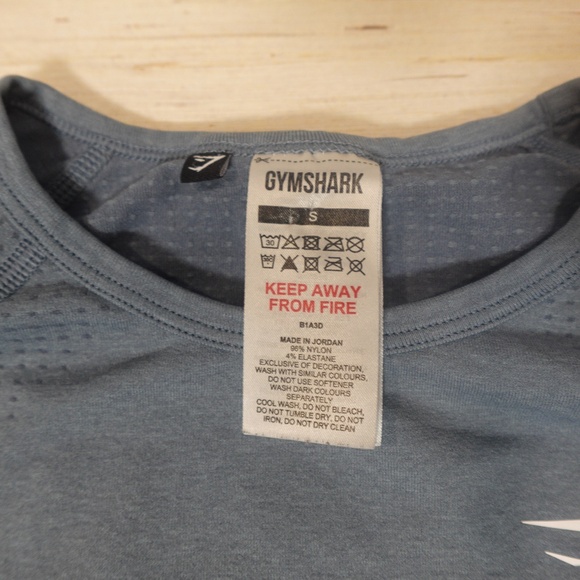 GYMSHARK
S
30
KEEP AWAY
FROM FIRE
B1A3D
MADE IN JORDAN
96% NYLON
4% ELASTANE
EXCLUSIVE OF DECORATION,
WASH WITH SIMILAR COLOURS,
DO NOT USE SOFTENER
WASH DARK COLOURS
SEPARATELY
COOL WASH, DO NOT BLEACH,
DO NOT TUMBLE DRY, DO NOT
IRON, DO NOT DRY CLEAN